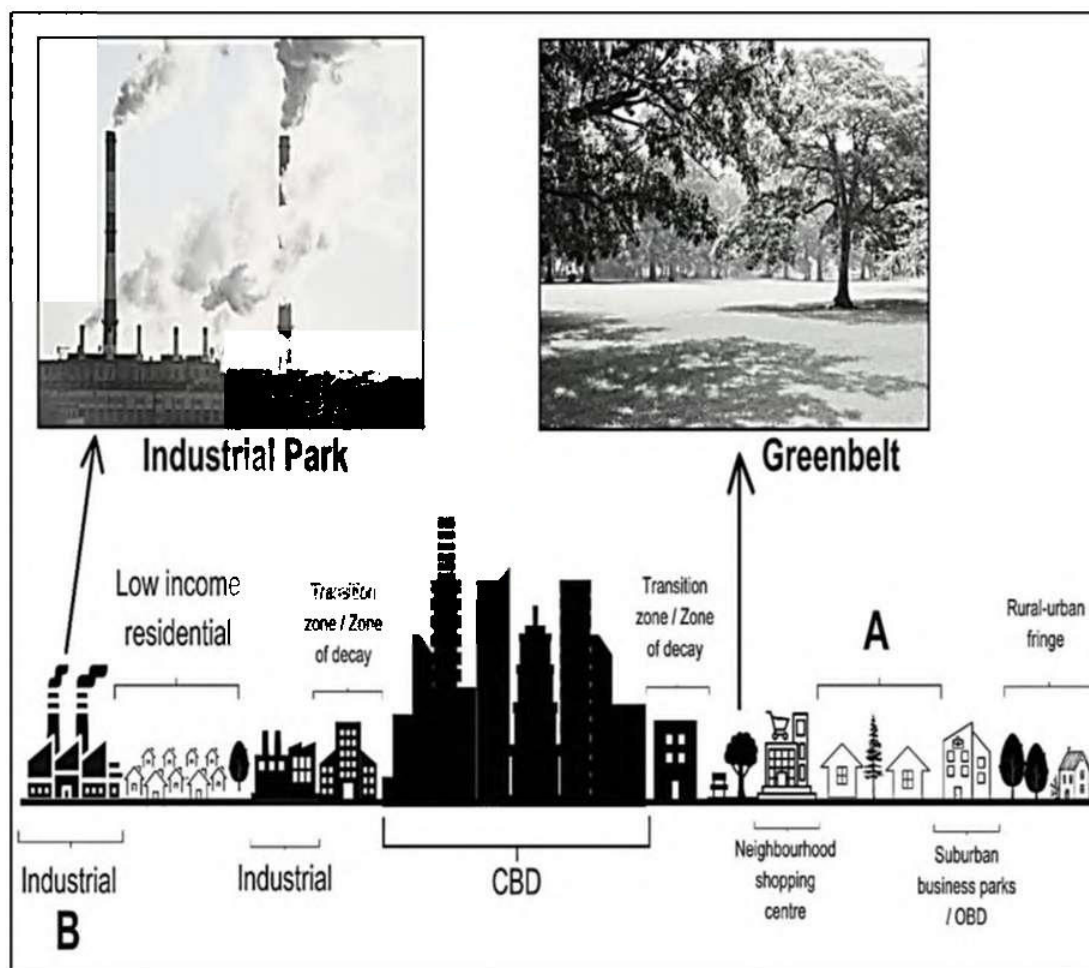 Industrial Park
Greenbelt
Low income
residential
Transition
zone / Zone
of decay
Transition
zone / Zone
of decay
A
Rural-urban
fringe
Industrial
B
Industrial
CBD
Neighbourhood
shopping
centre
Suburban
business parks
/ OBD